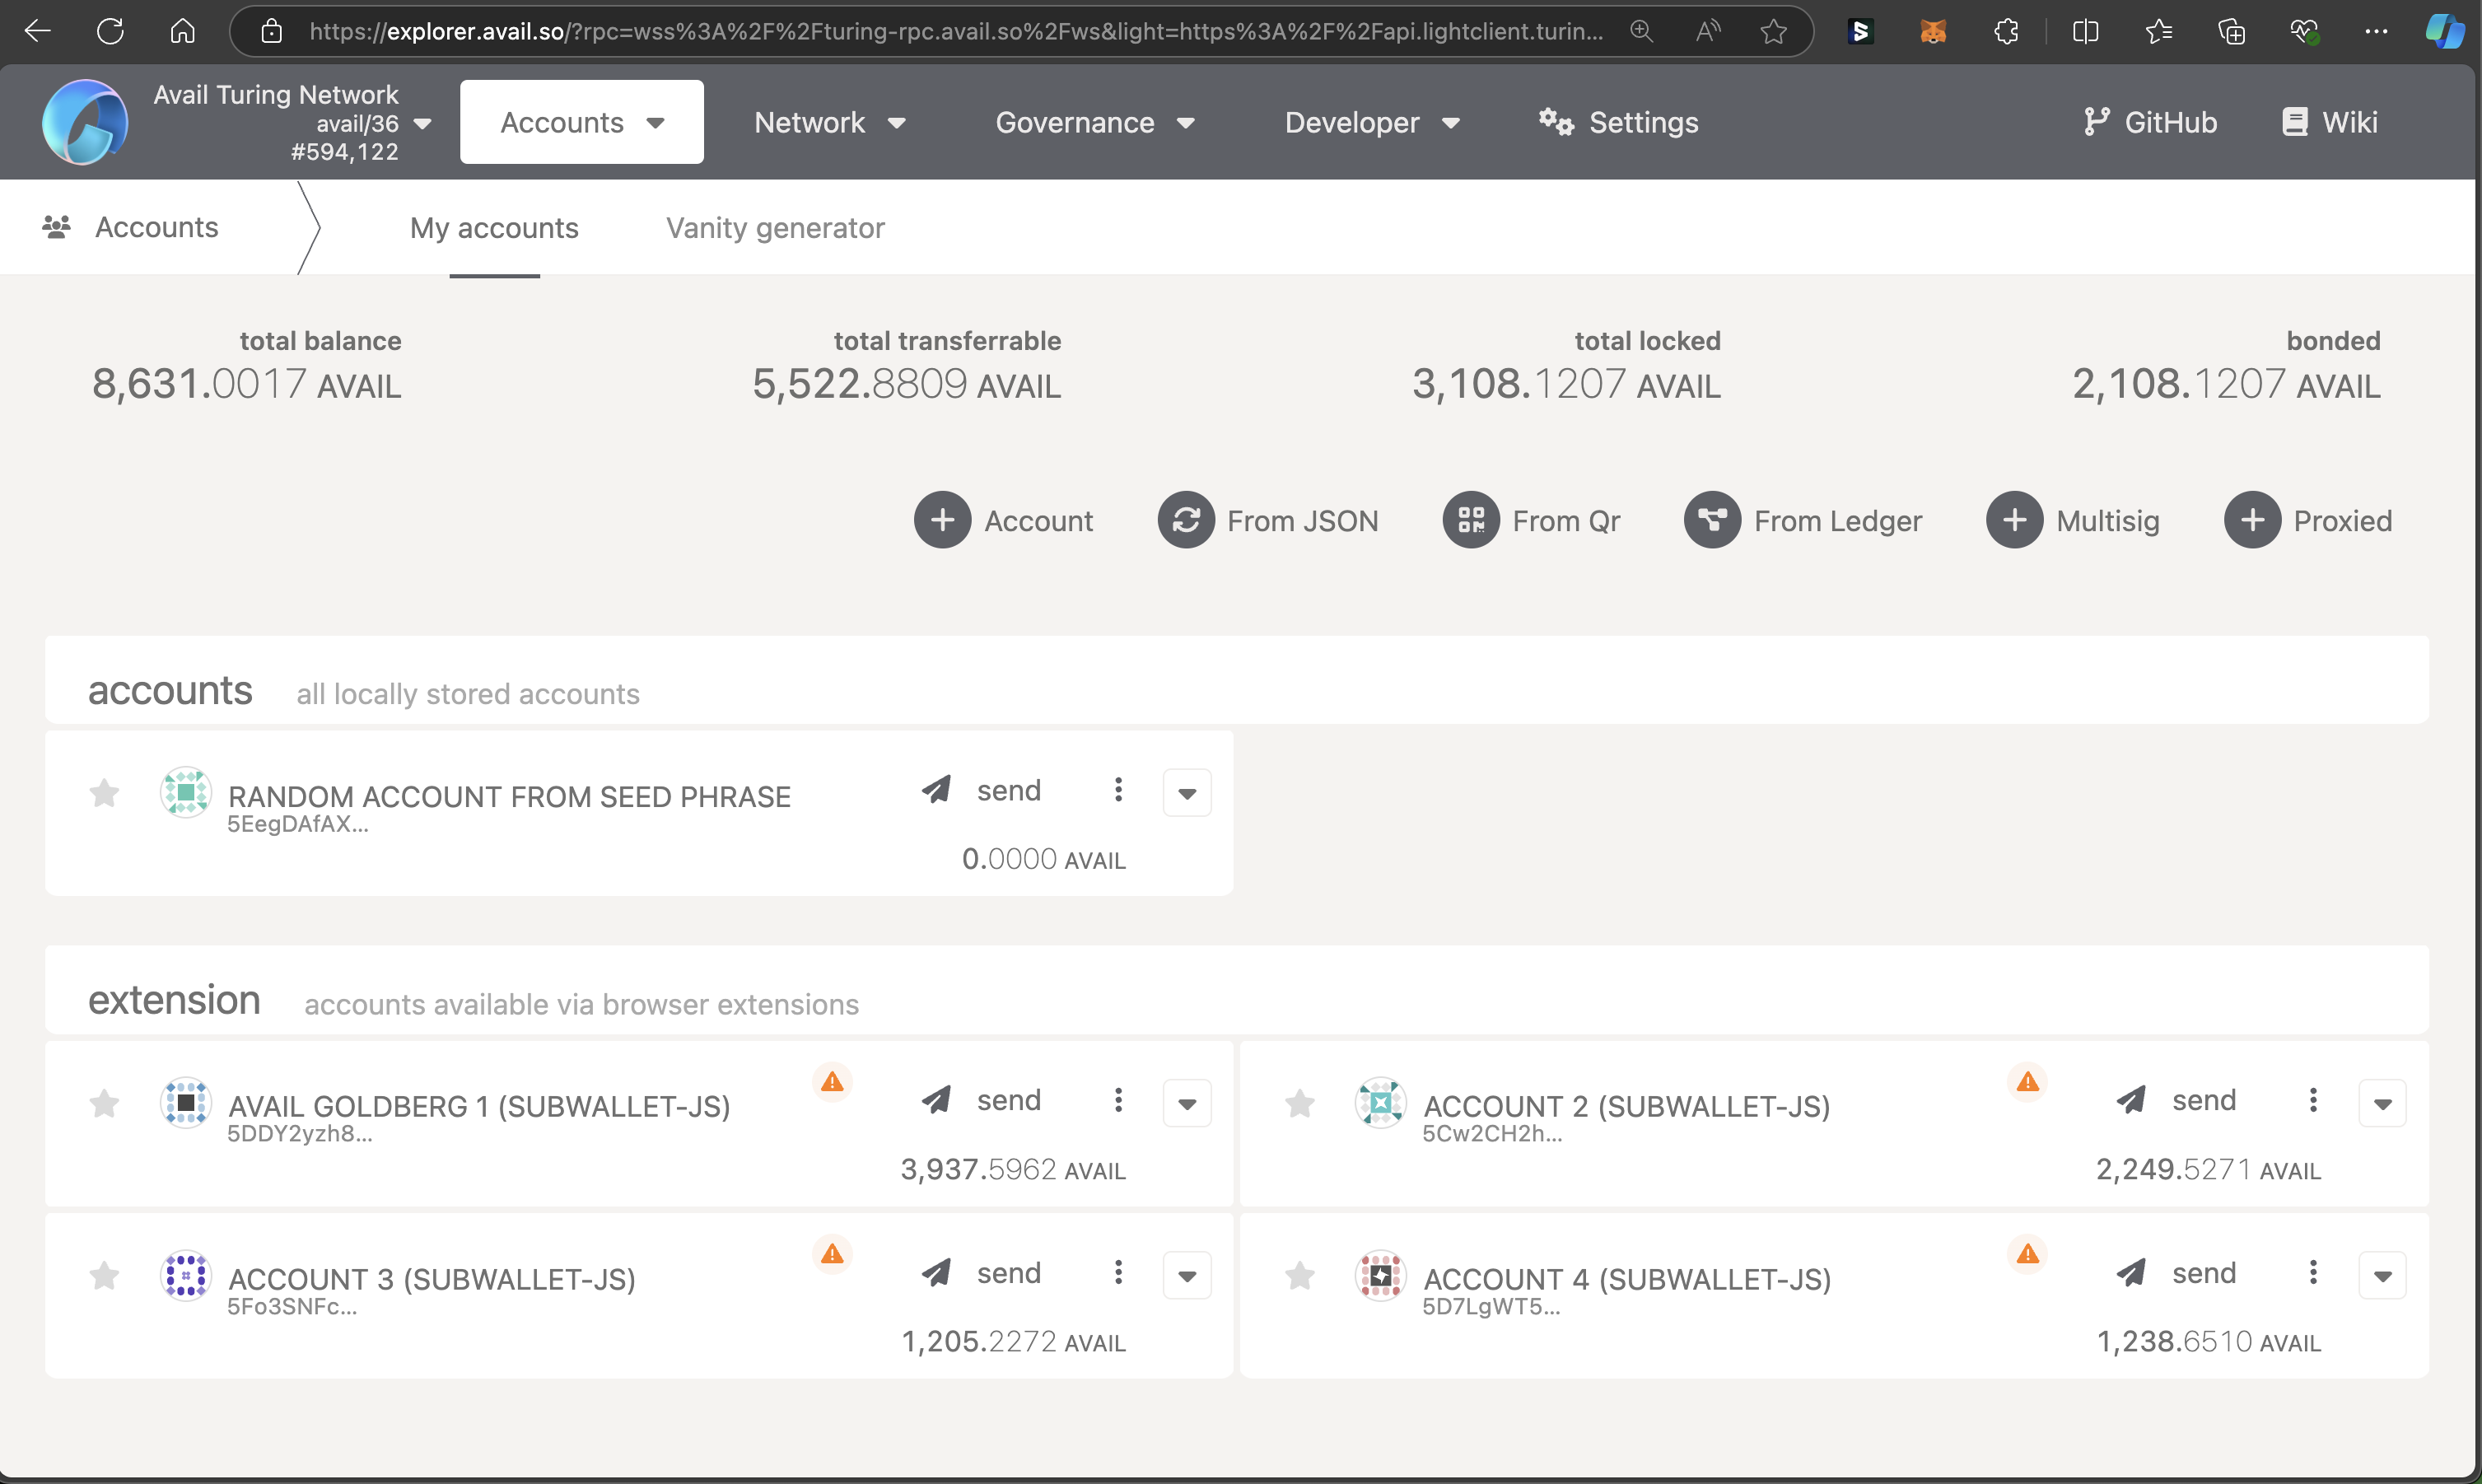 https://explorer.avail.so/?rpc=wss%3A%2F%2Fturing-rpc.avail.so%2Fws&light=https%3A%2F%2Fapi.lightclient.turin...
Avail Turing Network
avail/36
#594,122
Accounts
Network
Governance
Developer
Settings
GitHub
Wiki
Accounts
My accounts
Vanity generator
total balance
8,631.0017 AVAIL
total transferrable
5,522.8809 AVAIL
total locked
3,108.1207 AVAIL
bonded
2,108.1207 AVAIL
Account
From JSON
From Qr
From Ledger
Multisig
Proxied
accounts all locally stored accounts
RANDOM ACCOUNT FROM SEED PHRASE
5EegDAfAX...
send
0.0000 AVAIL
extension accounts available via browser extensions
AVAIL GOLDBERG 1 (SUBWALLET-JS)
5DDY2yzh8...
send
3,937.5962 AVAIL
ACCOUNT 2 (SUBWALLET-JS)
5Cw2CH2h...
send
2,249.5271 AVAIL
ACCOUNT 3 (SUBWALLET-JS)
5Fo3SNFc...
send
1,205.2272 AVAIL
ACCOUNT 4 (SUBWALLET-JS)
5D7LgWT5...
send
1,238.6510 AVAIL